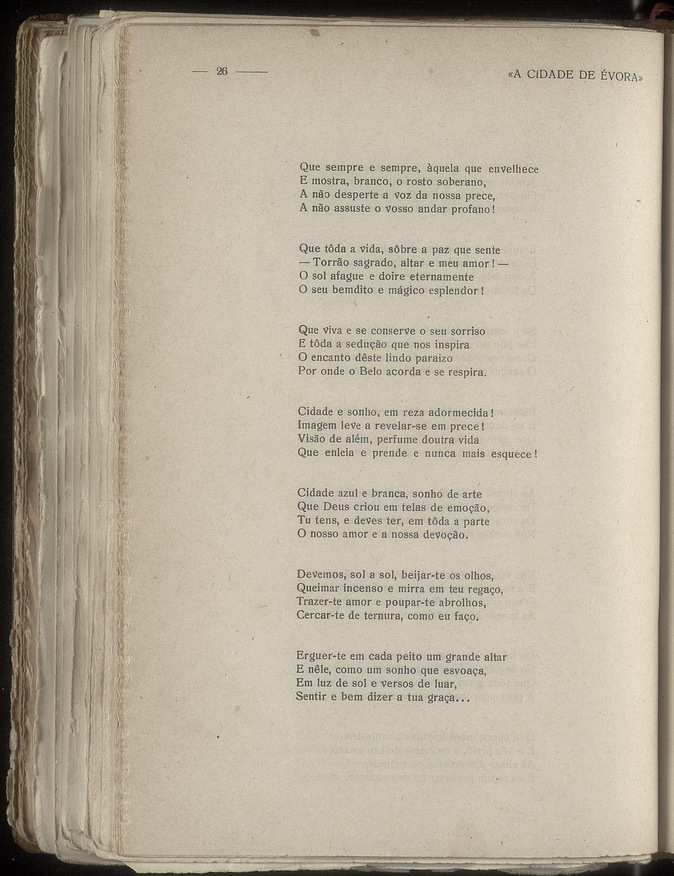 — 26 —
«A CIDADE DE ÉVORA»
Que sempre e sempre, àquela que envelhece
E mostra, branco, o rosto soberano,
A não desperte a voz da nossa prece,
A não assuste o vosso andar profano!
Que tôda a vida, sôbre a paz que sente
— Torrão sagrado, altar e meu amor! —
O sol afague e doire eternamente
O seu bemdito e mágico esplendor!
Que viva e se conserve o seu sorriso
E tôda a sedução que nos inspira
O encanto dêste lindo paraizo
Por onde o Belo acorda e se respira.
Cidade e sonho, em reza adormecida!
Imagem leve a revelar-se em prece!
Visão de além, perfume doutra vida
Que enleia e prende e nunca mais esquece!
Cidade azul e branca, sonho de arte
Que Deus criou em telas de emoção,
Tu tens, e deves ter, em tôda a parte
O nosso amor e a nossa devoção.
Devemos, sol a sol, beijar-te os olhos,
Queimar incenso e mirra em teu regaço,
Trazer-te amor e poupar-te abrolhos,
Cercar-te de ternura, como eu faço.
Erguer-te em cada peito um grande altar
E nêle, como um sonho que esvoaça,
Em luz de sol e versos de luar,
Sentir e bem dizer a tua graça...